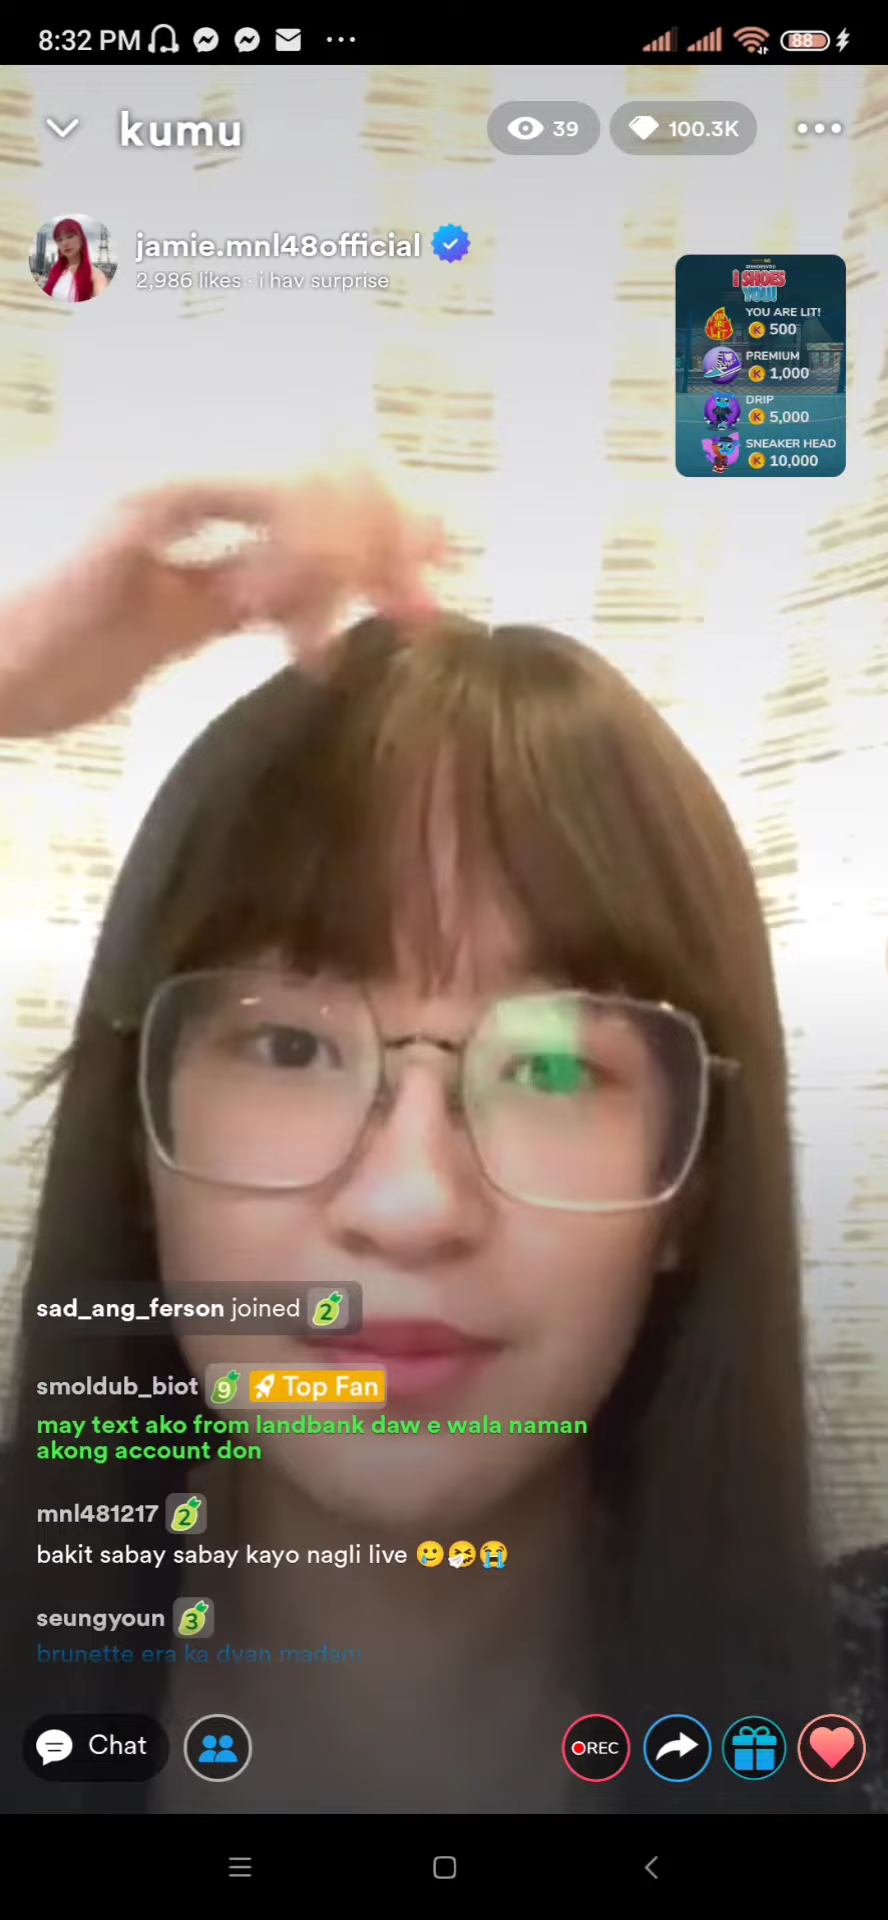 8:32 PM
88
kumu
39
100.3K
jamie.mnl48official
2,986 likes · i hav surprise
I SHOES
YOU!
YOU ARE LIT!
K 500
PREMIUM
K 1,000
DRIP
K 5,000
SNEAKER HEAD
K 10,000
sad_ang_ferson joined 2
smoldub_biot 9 Top Fan
may text ako from landbank daw e wala naman
akong account don
mnl481217 2
bakit sabay sabay kayo nagli live 🥲🤧😭
seungyoun 3
brunette era ka dyan madam
Chat
REC